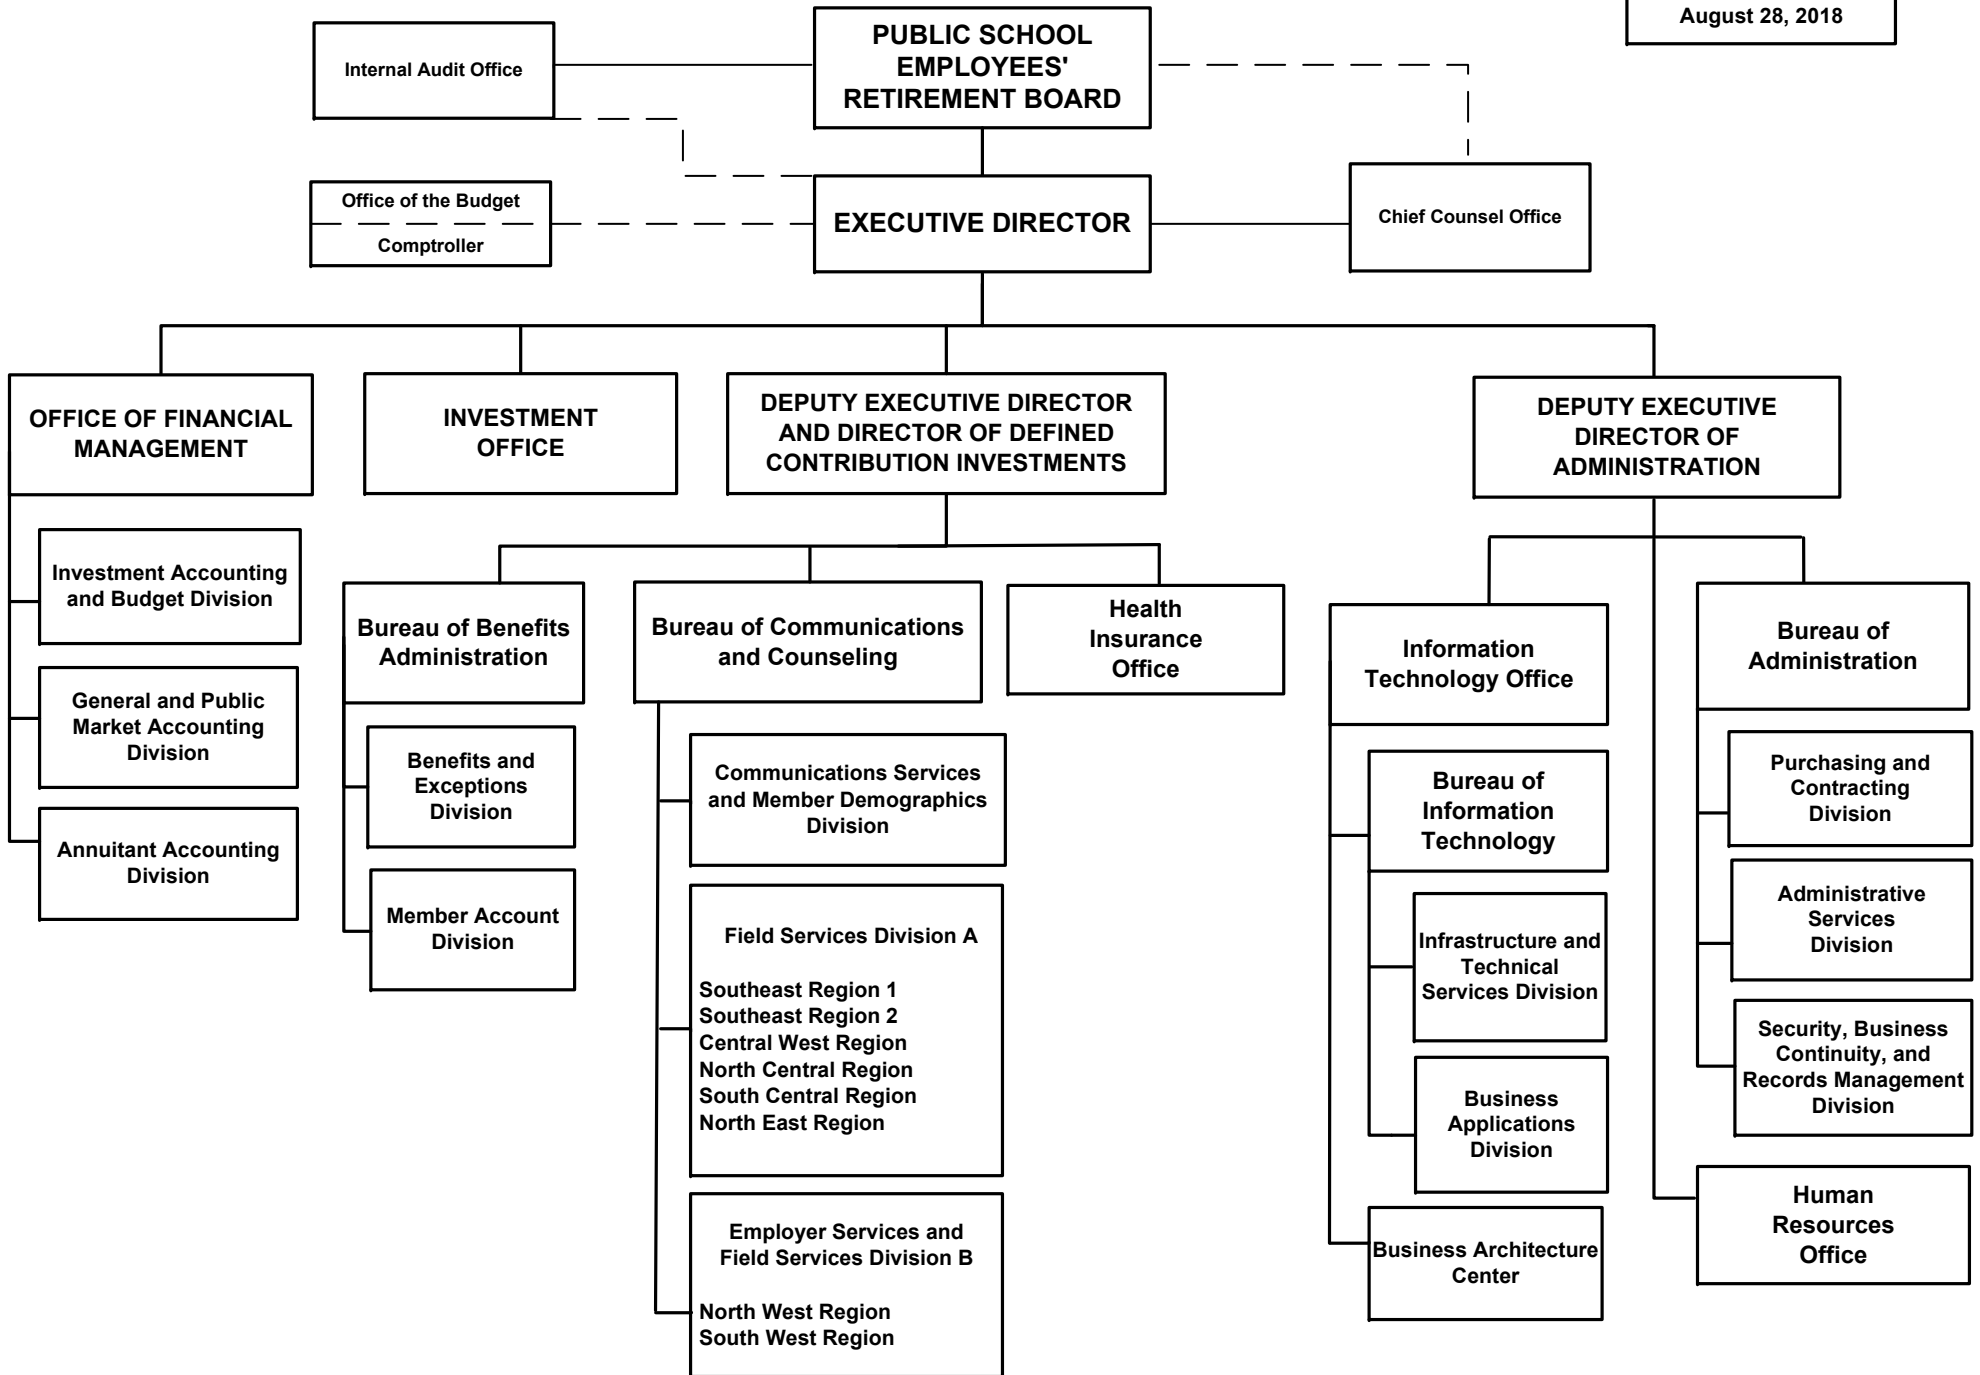 August 28, 2018
PUBLIC SCHOOL
EMPLOYEES'
RETIREMENT BOARD
Internal Audit Office
Office of the Budget
Comptroller
EXECUTIVE DIRECTOR
Chief Counsel Office
OFFICE OF FINANCIAL
MANAGEMENT
INVESTMENT
OFFICE
DEPUTY EXECUTIVE DIRECTOR
AND DIRECTOR OF DEFINED
CONTRIBUTION INVESTMENTS
DEPUTY EXECUTIVE
DIRECTOR OF
ADMINISTRATION
Investment Accounting
and Budget Division
General and Public
Market Accounting
Division
Annuitant Accounting
Division
Bureau of Benefits
Administration
Benefits and
Exceptions
Division
Member Account
Division
Bureau of Communications
and Counseling
Communications Services
and Member Demographics
Division
Field Services Division A
Southeast Region 1
Southeast Region 2
Central West Region
North Central Region
South Central Region
North East Region
Employer Services and
Field Services Division B
North West Region
South West Region
Health
Insurance
Office
Information
Technology Office
Bureau of
Information
Technology
Infrastructure and
Technical
Services Division
Business
Applications
Division
Business Architecture
Center
Bureau of
Administration
Purchasing and
Contracting
Division
Administrative
Services
Division
Security, Business
Continuity, and
Records Management
Division
Human
Resources
Office